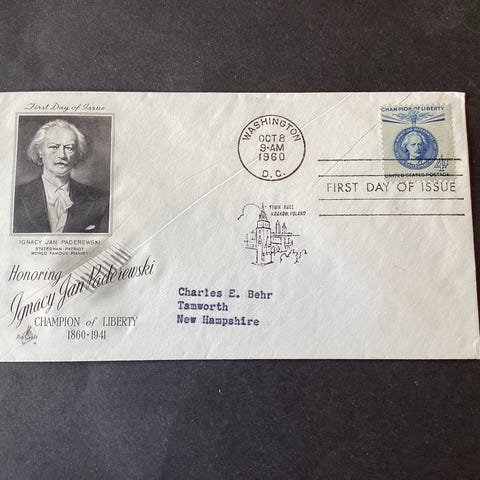 First Day of Issue
IGNACY JAN PADEREWSKI
STATESMAN - PATRIOT
WORLD FAMOUS PIANIST
Honoring
Ignacy Jan Paderewski
CHAMPION of LIBERTY
1860-1941
Art Craft
WASHINGTON
OCT 8
9-AM
1960
D.C.
TOWN HALL
KRAKOW, POLAND
Charles E. Behr
Tamworth
New Hampshire
CHAMPION OF LIBERTY
4¢
UNITED STATES POSTAGE
FIRST DAY OF ISSUE